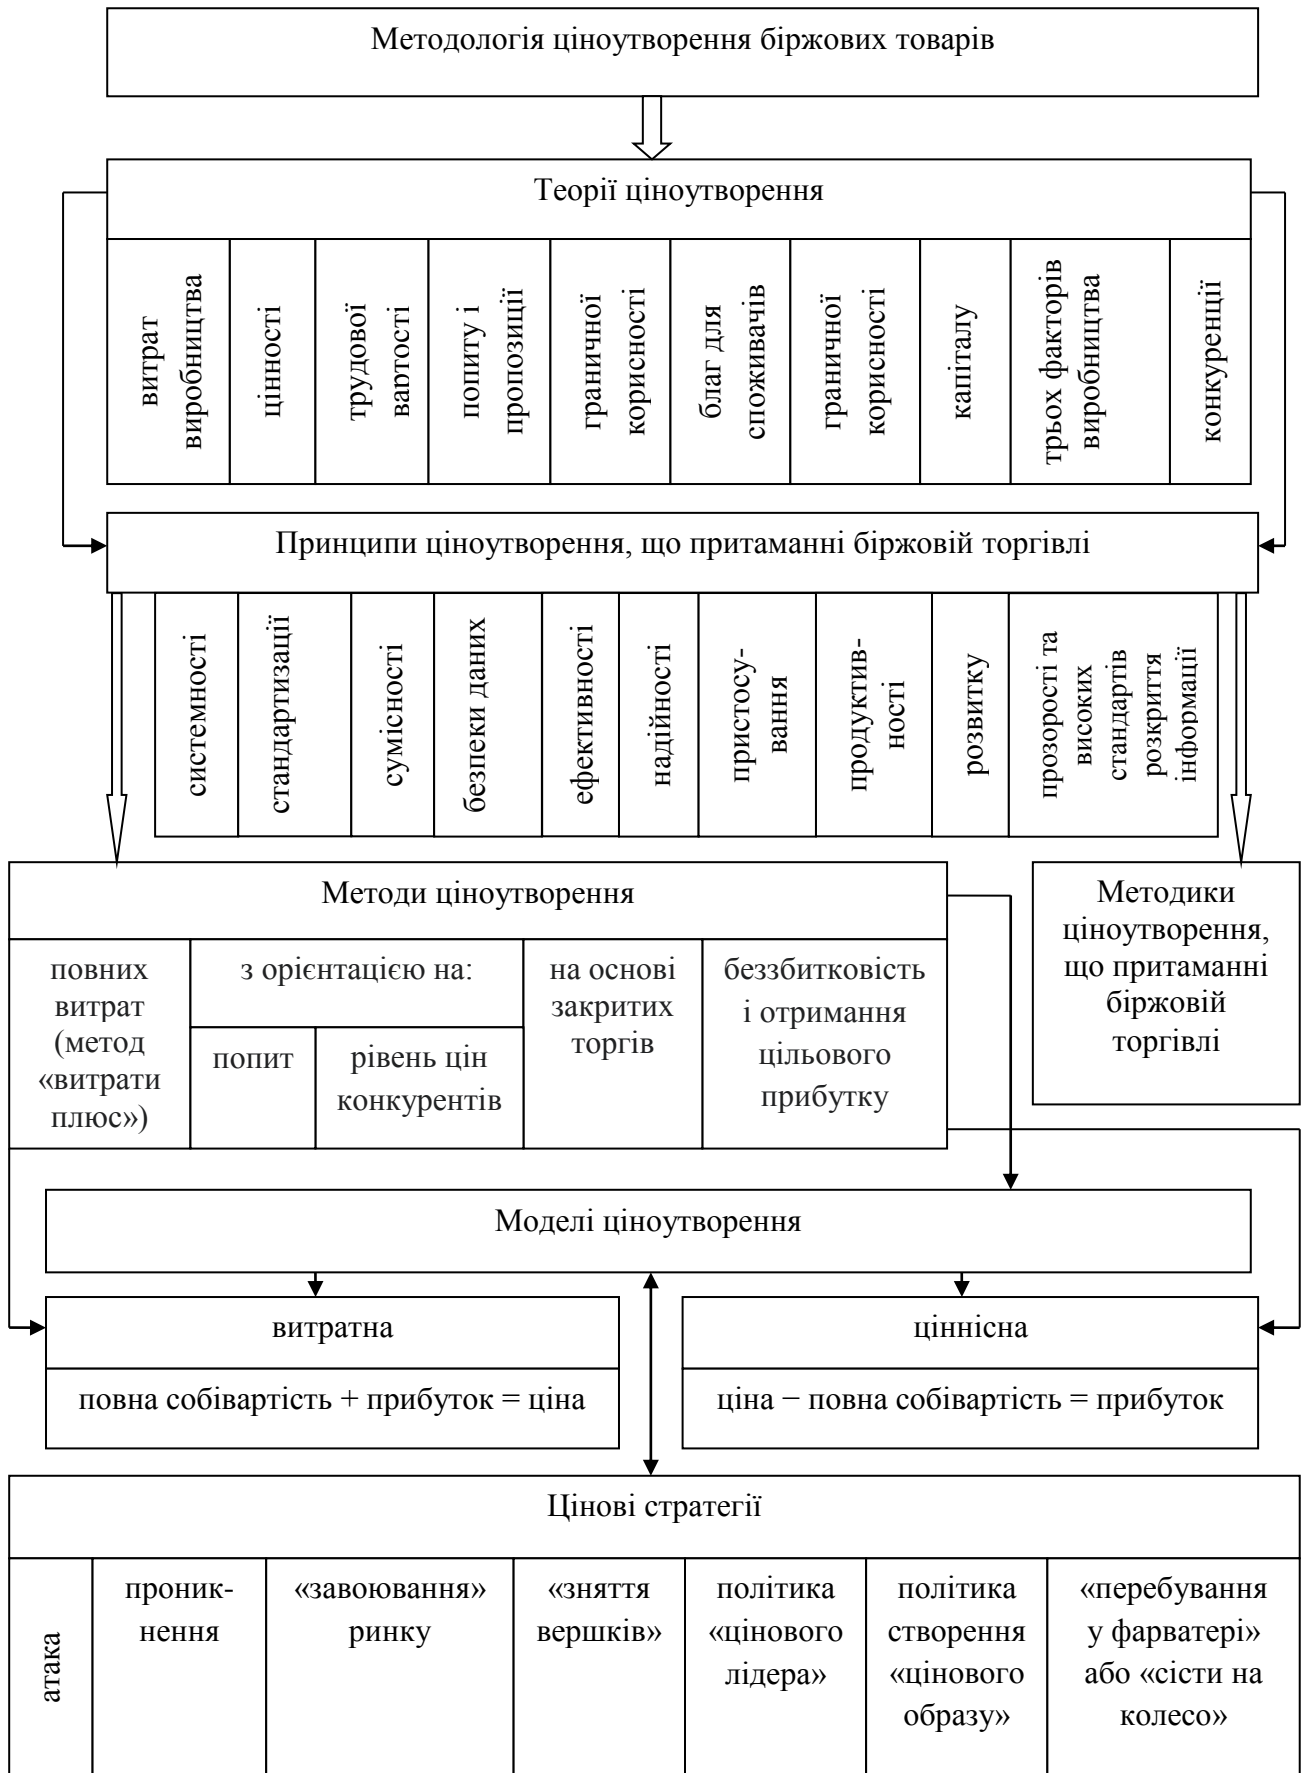 Методологія ціноутворення біржових товарів
Теорії ціноутворення
витрат
виробництва
цінності
трудової
вартості
попиту і
пропозиції
граничної
корисності
благ для
споживачів
граничної
корисності
капіталу
трьох факторів
виробництва
конкуренції
Принципи ціноутворення, що притаманні біржовій торгівлі
системності
стандартизації
сумісності
безпеки даних
ефективності
надійності
пристосу-
вання
продуктив-
ності
розвитку
прозорості та
високих
стандартів
розкриття
інформації
Методи ціноутворення
повних
витрат
(метод
«витрати
плюс»)
з орієнтацією на:
попит
рівень цін
конкурентів
на основі
закритих
торгів
беззбитковість
і отримання
цільового
прибутку
Методики
ціноутворення,
що притаманні
біржовій
торгівлі
Моделі ціноутворення
витратна
повна собівартість + прибуток = ціна
ціннісна
ціна − повна собівартість = прибуток
Цінові стратегії
атака
проник-
нення
«завоювання»
ринку
«зняття
вершків»
політика
«цінового
лідера»
політика
створення
«цінового
образу»
«перебування
у фарватері»
або «сісти на
колесо»